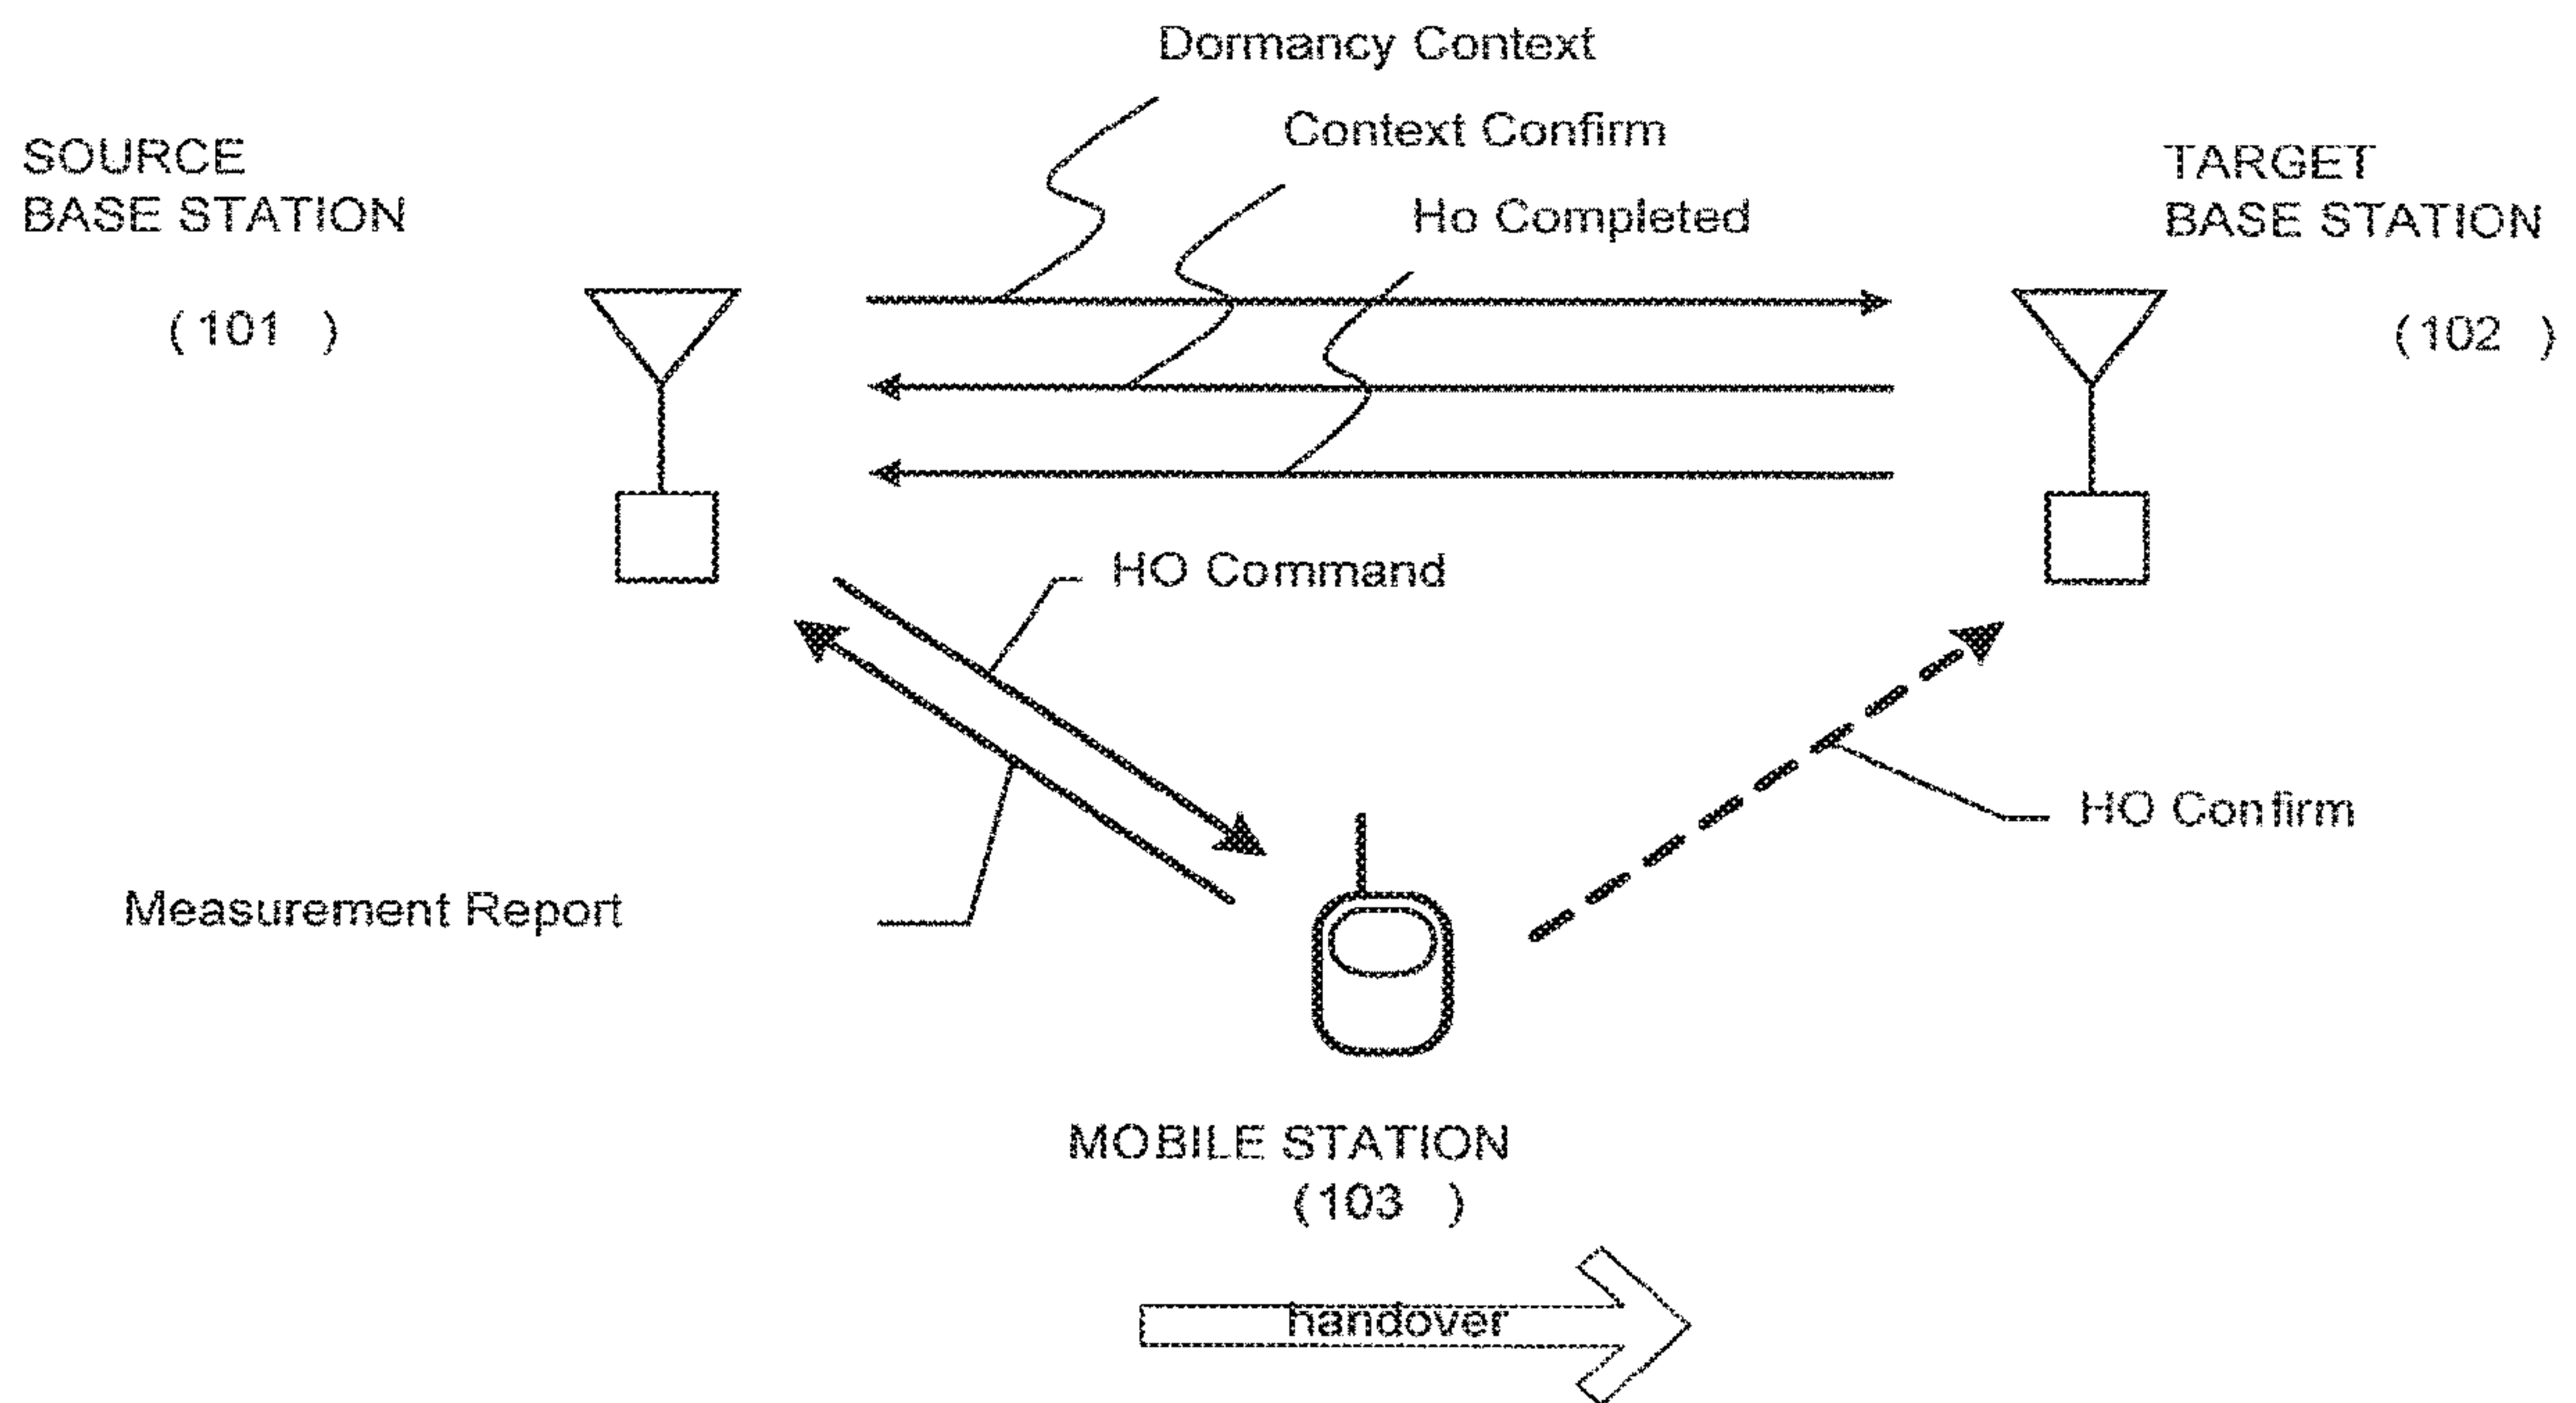 Dormancy Context
Context Confirm
Ho Completed
SOURCE
BASE STATION
(101 )
TARGET
BASE STATION
(102 )
HO Command
HO Confirm
Measurement Report
MOBILE STATION
(103 )
handover